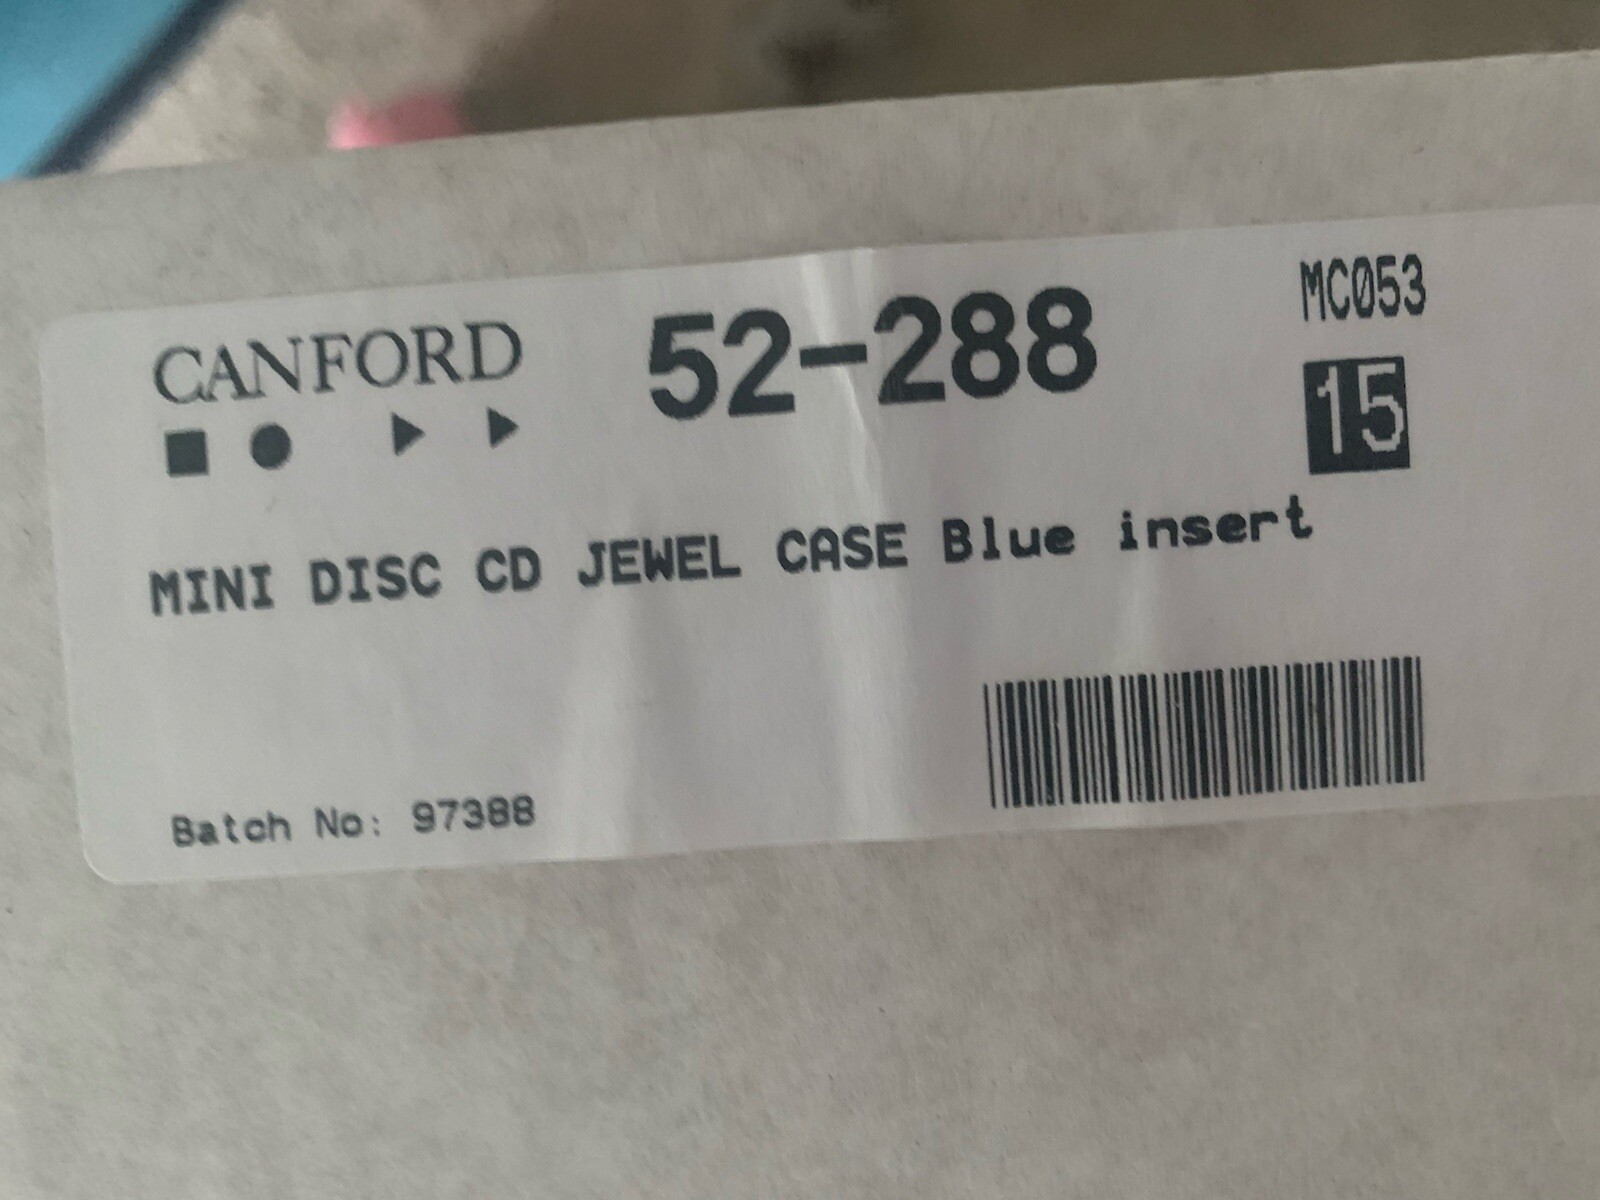 CANFORD
52-288
MC053
15
MINI DISC CD JEWEL CASE Blue insert
Batch No: 97388